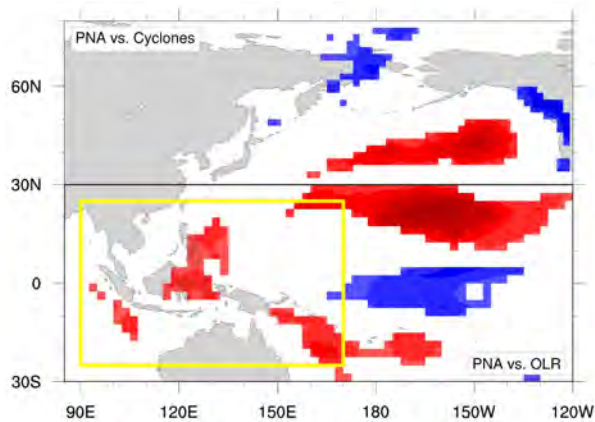 PNA vs. Cyclones
60N
30N
0
PNA vs. OLR
30S
90E 120E 150E 180 150W 120W